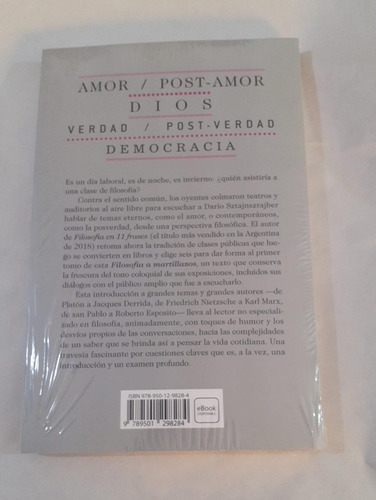 AMOR / POST-AMOR
DIOS
VERDAD / POST-VERDAD
DEMOCRACIA
Es un día laboral, es de noche, es invierno: ¿quién asistiría a
una clase de filosofía?
Contra el sentido común, los oyentes colmaron teatros y
auditorios al aire libre para escuchar a Darío Sztajnszrajber
hablar de temas eternos, como el amor, o contemporáneos,
como la posverdad, desde una perspectiva filosófica. El autor
de Filosofía en 11 frases (el título más vendido en la Argentina
de 2018) retoma ahora la tradición de clases públicas que lue-
go se convierten en libros y elige seis para dar forma al primer
tomo de esta Filosofía a martillazos, un texto que conserva
la frescura del tono coloquial de sus exposiciones, incluidos sus
diálogos con el público amplio que fue a escucharlo.
Esta introducción a grandes temas y grandes autores —de
Platón a Jacques Derrida, de Friedrich Nietzsche a Karl Marx,
de san Pablo a Roberto Esposito— lleva al lector no especiali-
zado en filosofía, animadamente, con toques de humor y los
desvíos propios de las conversaciones, hacia las complejidades
de un saber que se brinda así a pensar la vida cotidiana. Una
travesía fascinante por cuestiones claves que es, a la vez, una
introducción y un examen profundo.
ISBN 978-950-12-9828-4
9 789501 298284
eBook
DISPONIBLE